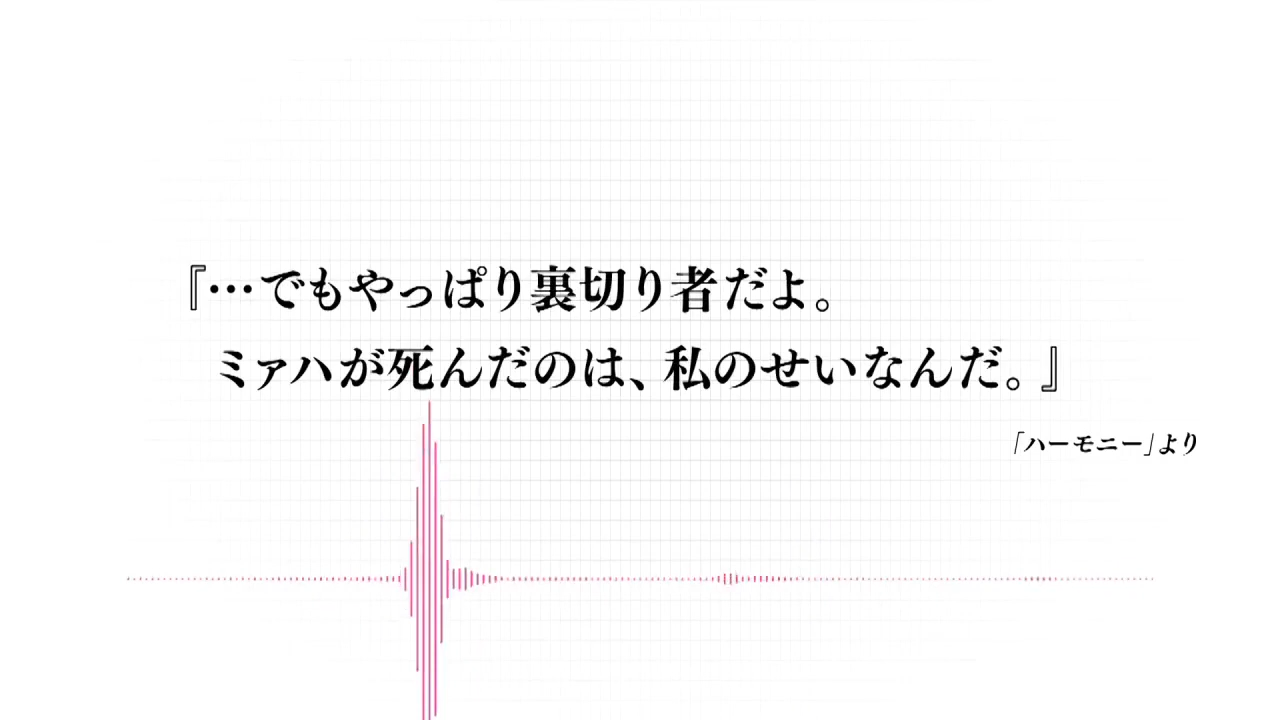 『…でもやっぱり裏切り者だよ。
ミァハが死んだのは、私のせいなんだ。』
「ハーモニー」より